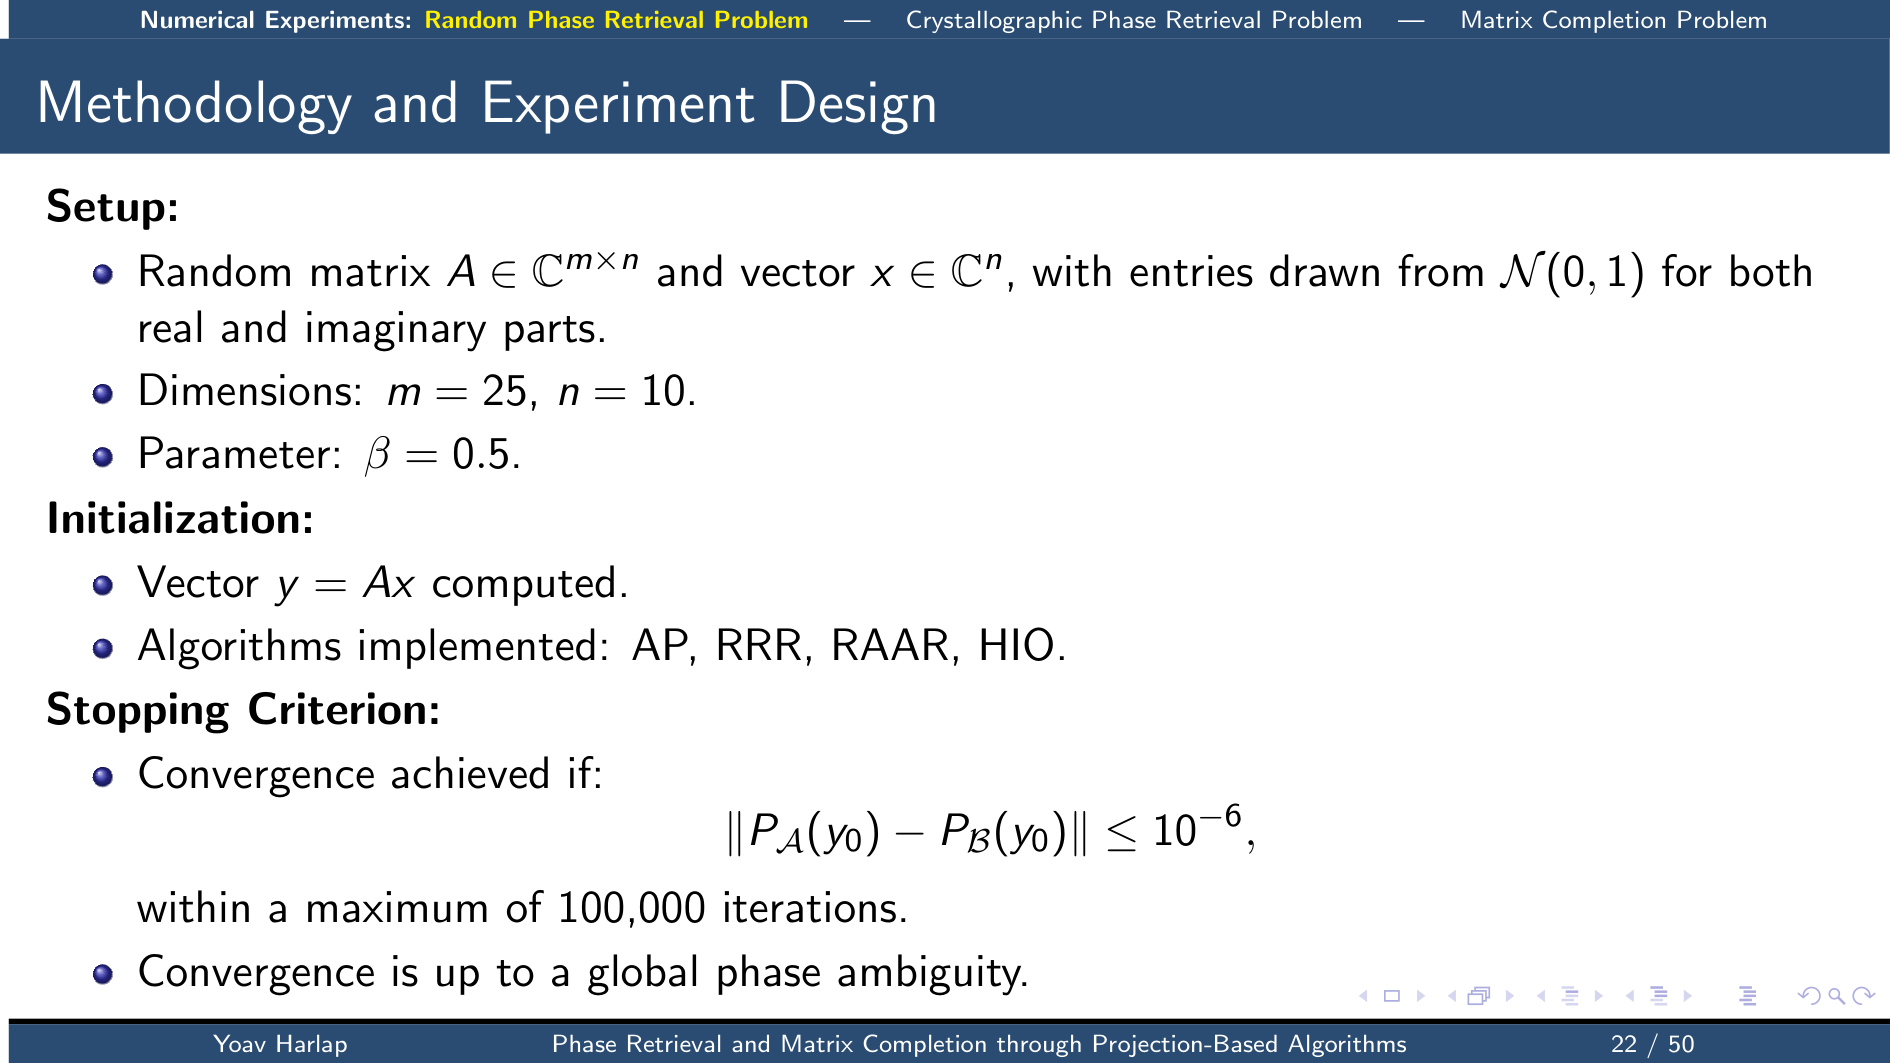 Numerical Experiments: Random Phase Retrieval Problem — Crystallographic Phase Retrieval Problem — Matrix Completion Problem
Methodology and Experiment Design
Setup:
Random matrix A ∈ ℂ^{m×n} and vector x ∈ ℂ^n, with entries drawn from 𝒩(0, 1) for both
real and imaginary parts.
Dimensions: m = 25, n = 10.
Parameter: β = 0.5.
Initialization:
Vector y = Ax computed.
Algorithms implemented: AP, RRR, RAAR, HIO.
Stopping Criterion:
Convergence achieved if:
‖P_𝒜(y₀) − P_ℬ(y₀)‖ ≤ 10^{−6},
within a maximum of 100,000 iterations.
Convergence is up to a global phase ambiguity.
Yoav Harlap Phase Retrieval and Matrix Completion through Projection-Based Algorithms 22 / 50